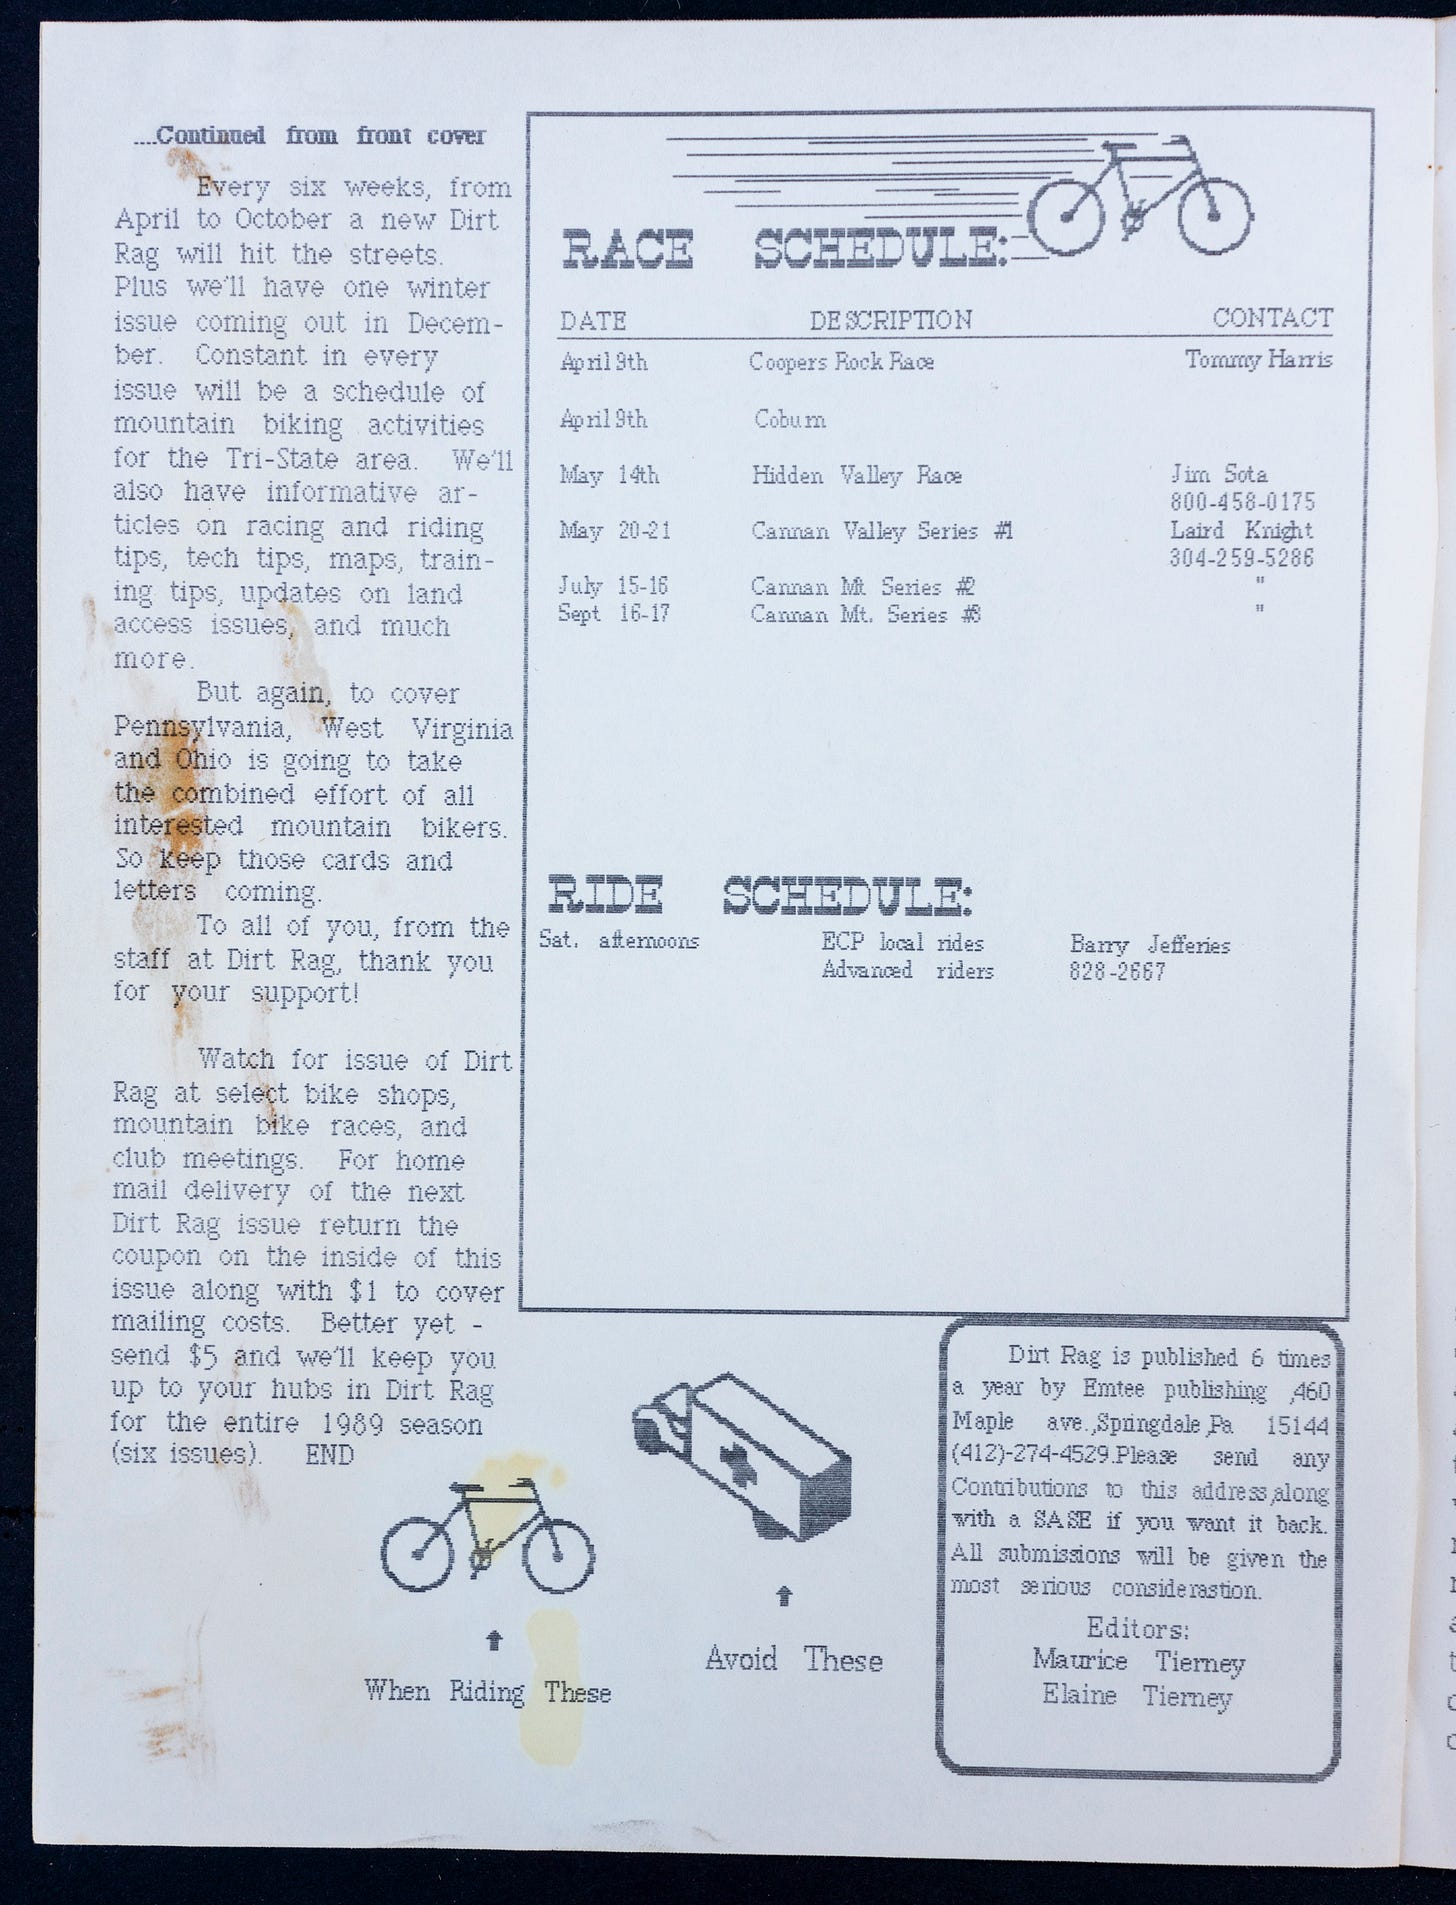 ....Continued from front cover
Every six weeks, from
April to October a new Dirt
Rag will hit the streets.
Plus we'll have one winter
issue coming out in Decem-
ber. Constant in every
issue will be a schedule of
mountain biking activities
for the Tri-State area. We'll
also have informative ar-
ticles on racing and riding
tips, tech tips, maps, train-
ing tips, updates on land
access issues, and much
more.
But again, to cover
Pennsylvania, West Virginia
and Ohio is going to take
the combined effort of all
interested mountain bikers.
So keep those cards and
letters coming.
To all of you, from the
staff at Dirt Rag, thank you
for your support!
Watch for issue of Dirt
Rag at select bike shops,
mountain bike races, and
club meetings. For home
mail delivery of the next
Dirt Rag issue return the
coupon on the inside of this
issue along with $1 to cover
mailing costs. Better yet -
send $5 and we'll keep you
up to your hubs in Dirt Rag
for the entire 1989 season
(six issues). END
RACE SCHEDULE:
DATE DESCRIPTION CONTACT
April 9th Coopers Rock Race Tommy Harris
April 9th Coburn
May 14th Hidden Valley Race Jim Sota
800-458-0175
May 20-21 Cannan Valley Series #1 Laird Knight
304-259-5286
July 15-16 Cannan Mt Series #2 "
Sept 16-17 Cannan Mt. Series #3 "
RIDE SCHEDULE:
Sat. afternoons ECP local rides Barry Jefferies
Advanced riders 828-2667
When Riding These
Avoid These
Dirt Rag is published 6 times
a year by Emtee publishing ,460
Maple ave.,Springdale,Pa 15144
(412)-274-4529.Please send any
Contributions to this address,along
with a SASE if you want it back.
All submissions will be given the
most serious considerastion.
Editors:
Maurice Tierney
Elaine Tierney